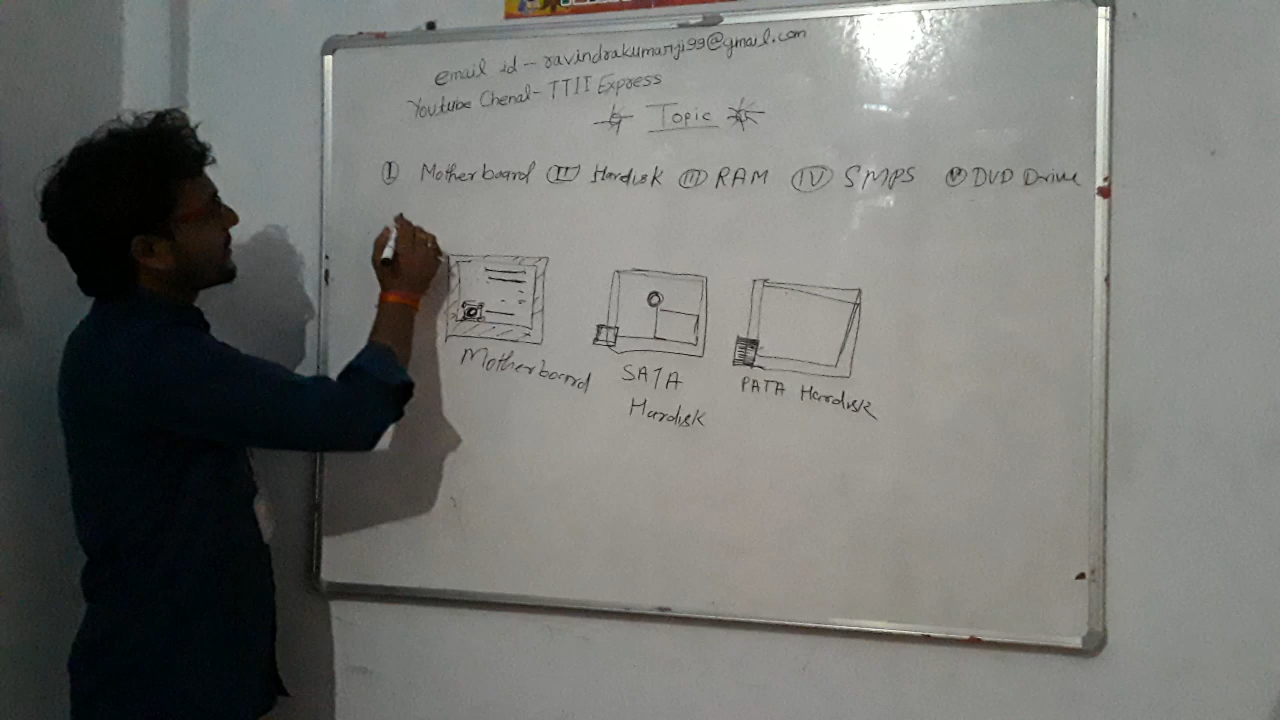 email id - ravindrakumarji99@gmail.com
Youtube Chenal - TTIT Express
Topic
I Motherboard II Hardisk III RAM IV SMPS V DVD Drive
Motherboard
SATA
Hardisk
PATA Hardisk